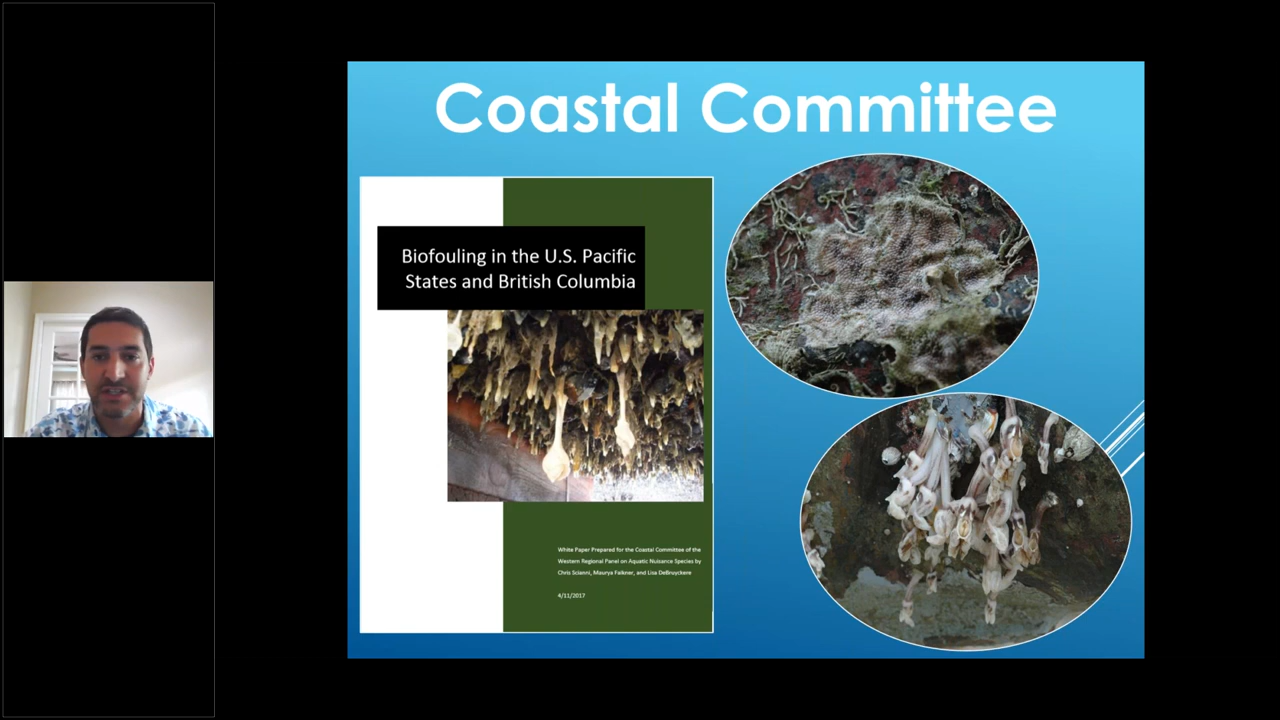 Coastal Committee
Biofouling in the U.S. Pacific
States and British Columbia
White Paper Prepared for the Coastal Committee of the
Western Regional Panel on Aquatic Nuisance Species by
Chris Scianni, Maurya Falkner, and Lisa DeBruyckere
4/11/2017